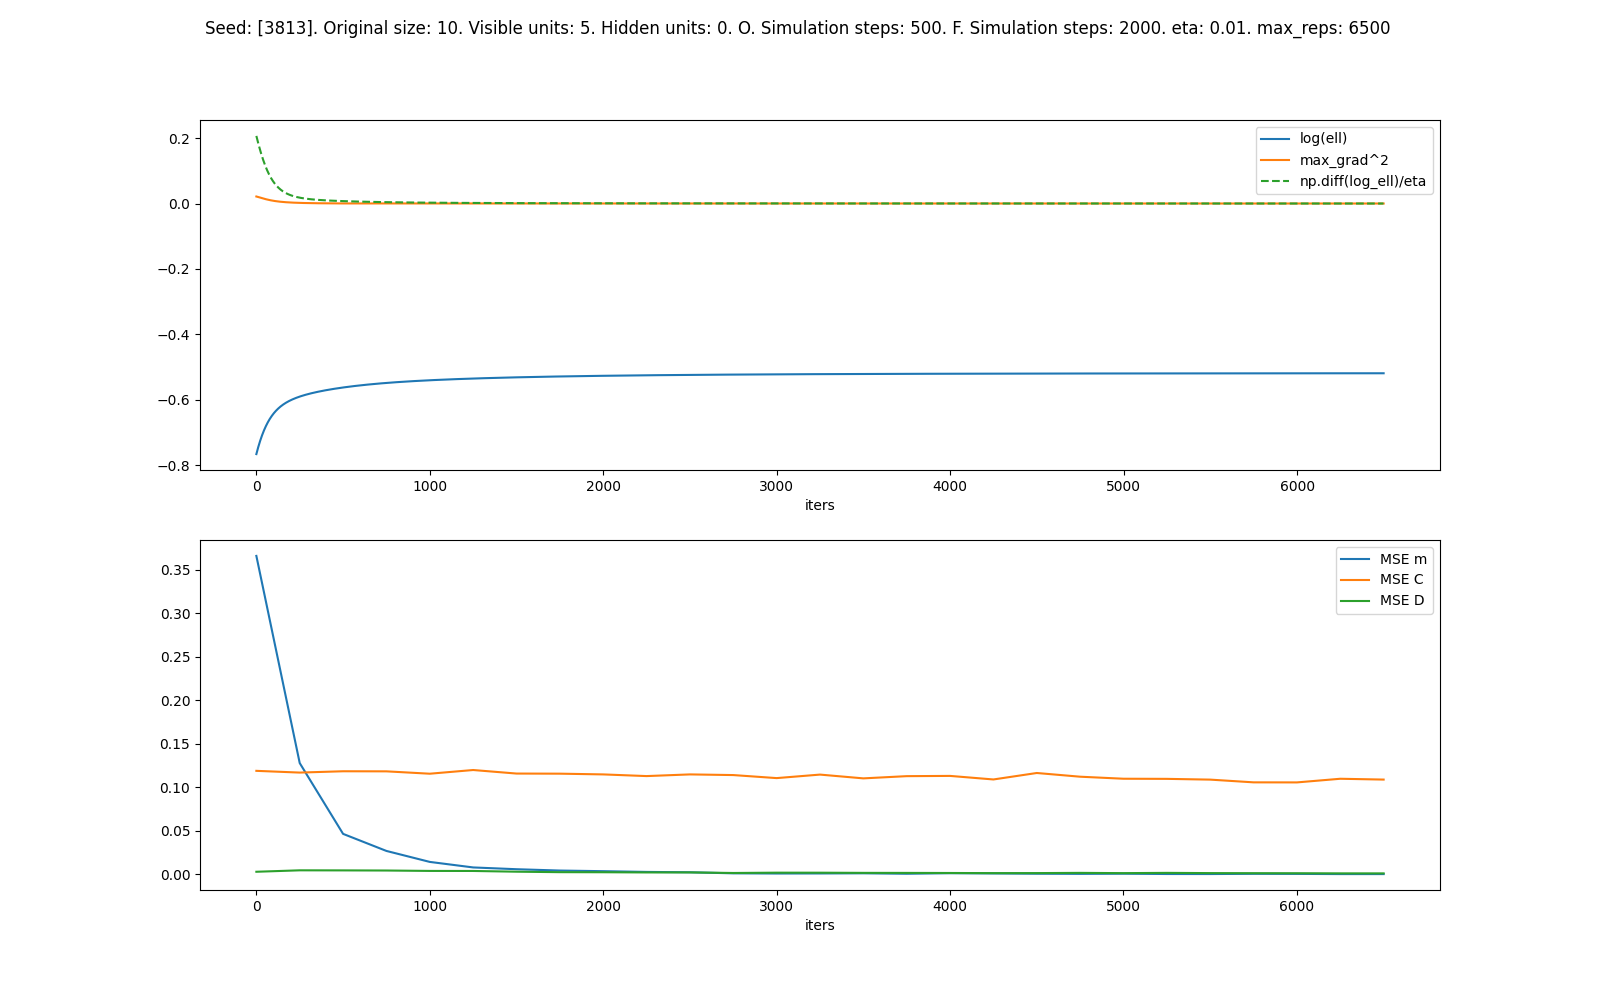 Seed: [3813]. Original size: 10. Visible units: 5. Hidden units: 0. O. Simulation steps: 500. F. Simulation steps: 2000. eta: 0.01. max_reps: 6500
0.2
0.0
−0.2
−0.4
−0.6
−0.8
log(ell)
max_grad^2
np.diff(log_ell)/eta
0 1000 2000 3000 4000 5000 6000
iters
0.35
0.30
0.25
0.20
0.15
0.10
0.05
0.00
MSE m
MSE C
MSE D
0 1000 2000 3000 4000 5000 6000
iters